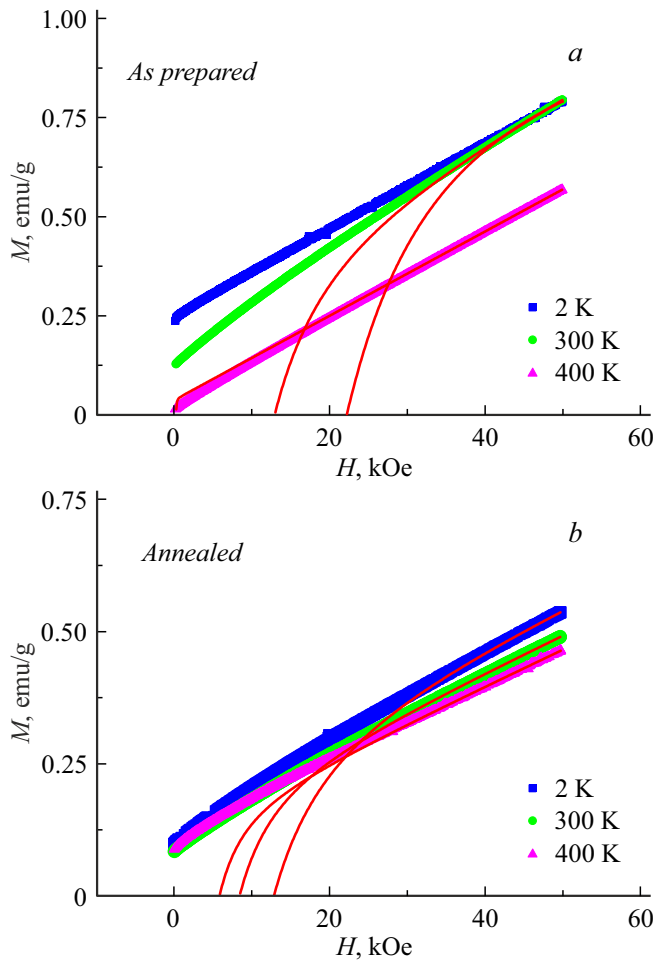 1.00
a
As prepared
0.75
M, emu/g
0.50
2 K
0.25
300 K
400 K
0
0
20
40
60
H, kOe
0.75
b
Annealed
0.50
M, emu/g
0.25
2 K
300 K
400 K
0
0
20
40
60
H, kOe